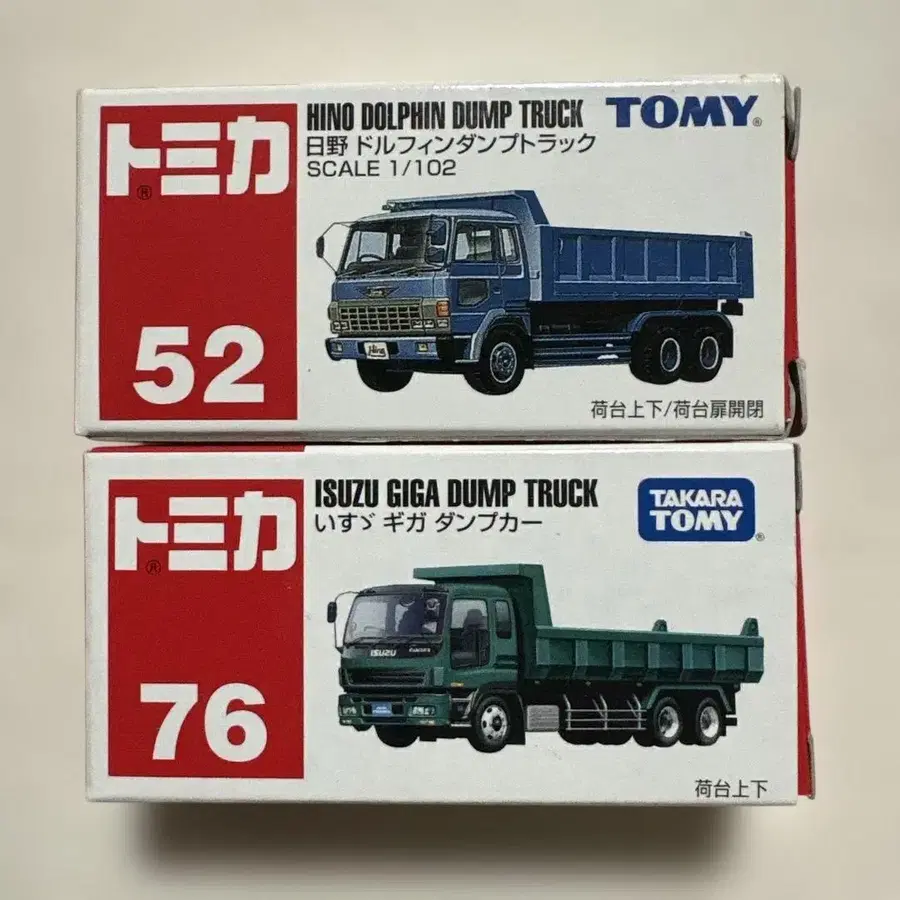 トミカ
®
52
HINO DOLPHIN DUMP TRUCK
TOMY®
日野 ドルフィンダンプトラック
SCALE 1/102
Hino
荷台上下/荷台扉開閉
トミカ
®
76
ISUZU GIGA DUMP TRUCK
いすゞ ギガ ダンプカー
TAKARA
TOMY®
ISUZU
荷台上下